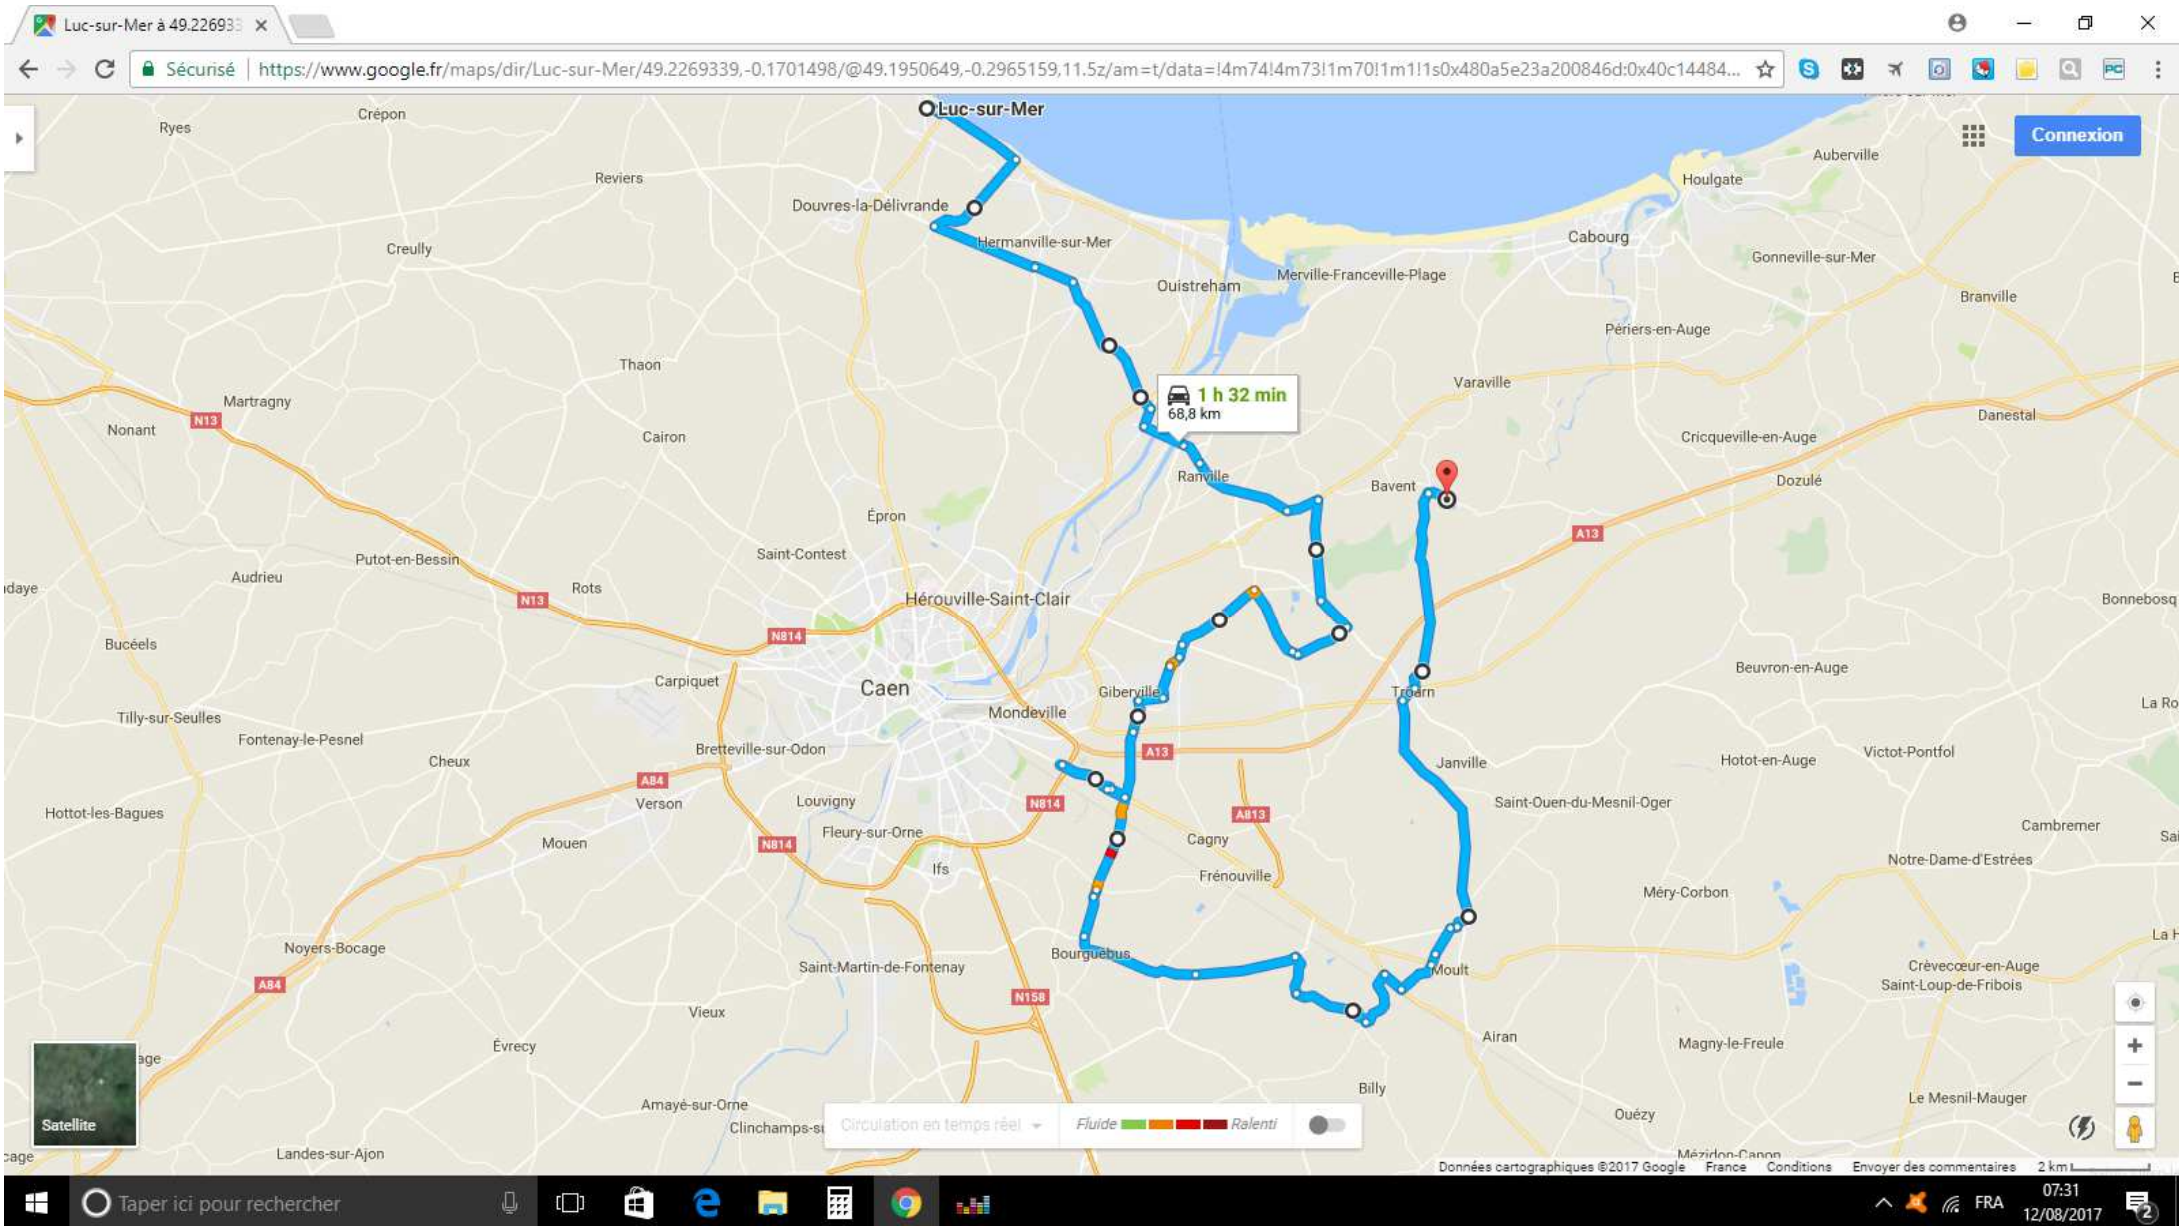 Luc-sur-Mer à 49.226933
Sécurisé
https://www.google.fr/maps/dir/Luc-sur-Mer/49.2269339,-0.1701498/@49.1950649,-0.2965159,11.5z/am=t/data=!4m74!4m73!1m70!1m1!1s0x480a5e23a200846d:0x40c14484...
Luc-sur-Mer
Crépon
Ryes
Connexion
Auberville
Reviers
Houlgate
Douvres-la-Délivrande
Creully
Hermanville-sur-Mer
Cabourg
Gonneville-sur-Mer
Merville-Franceville-Plage
Ouistreham
Branville
Périers-en-Auge
Thaon
1 h 32 min
68,8 km
Varaville
Martragny
N13
Nonant
Cairon
Danestal
Cricqueville-en-Auge
Ranville
Bavent
Dozulé
Épron
A13
Saint-Contest
Putot-en-Bessin
Audrieu
Rots
N13
Hérouville-Saint-Clair
Bonnebosq
N814
Bucéels
Beuvron-en-Auge
Carpiquet
Caen
Giberville
Troarn
La Ro
Tilly-sur-Seulles
Mondeville
Fontenay-le-Pesnel
Bretteville-sur-Odon
A13
Victot-Pontfol
Hotot-en-Auge
Cheux
Janville
A84
Verson
Louvigny
N814
Saint-Ouen-du-Mesnil-Oger
A813
Hottot-les-Bagues
Cambremer
Mouen
N814
Fleury-sur-Orne
Cagny
Ifs
Frénouville
Notre-Dame-d'Estrées
Méry-Corbon
Noyers-Bocage
Bourguébus
Saint-Martin-de-Fontenay
Moult
Crèvecœur-en-Auge
Saint-Loup-de-Fribois
A84
N158
Vieux
Airan
Magny-le-Freule
Évrecy
Billy
Le Mesnil-Mauger
Amayé-sur-Orne
Ouézy
Satellite
Circulation en temps réel
Fluide
Ralenti
Landes-sur-Ajon
Mézidon-Canon
Données cartographiques ©2017 Google France Conditions Envoyer des commentaires 2 km
Taper ici pour rechercher
FRA
07:31
12/08/2017
2